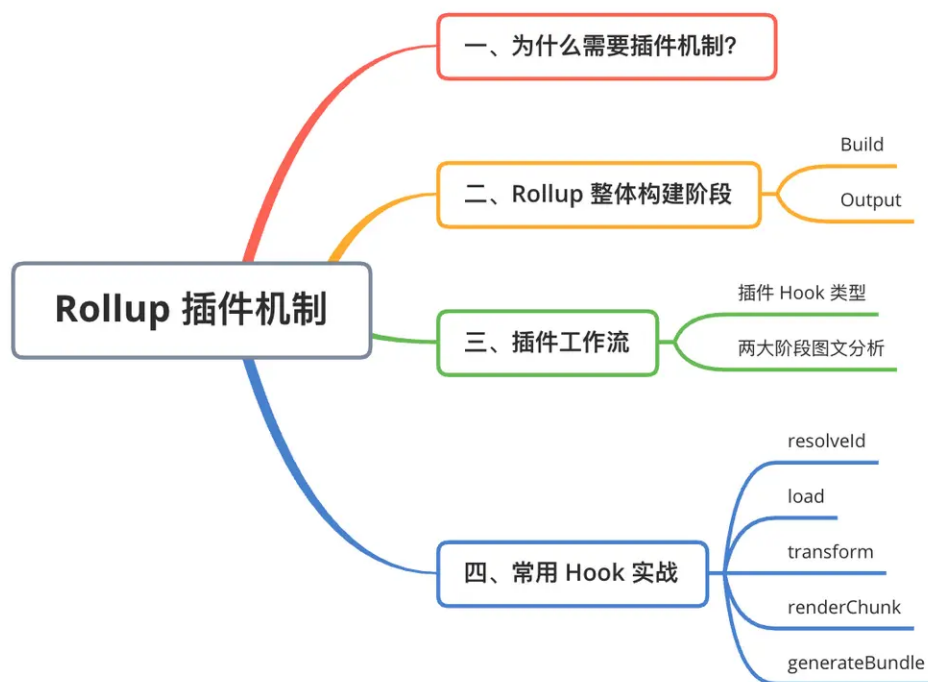 一、为什么需要插件机制?
Build
二、Rollup 整体构建阶段
Output
Rollup 插件机制
插件 Hook 类型
三、插件工作流
两大阶段图文分析
resolveId
load
transform
四、常用 Hook 实战
renderChunk
generateBundle